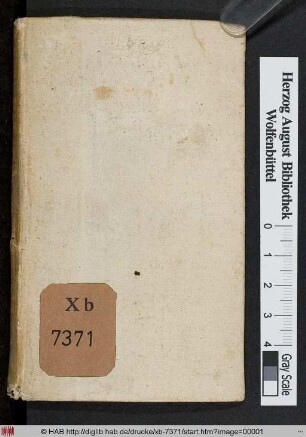 Xb
7371
Herzog August Bibliothek
Wolfenbüttel
0 1 2 3 4
Gray Scale
© HAB http://diglib.hab.de/drucke/xb-7371/start.htm?image=00001